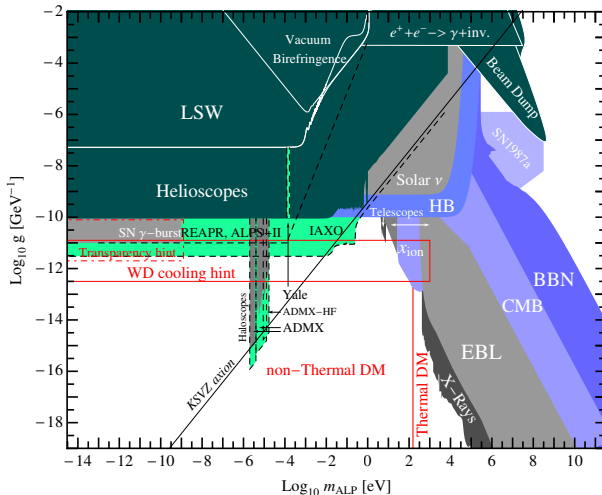 −2
−4
−6
−8
−10
−12
−14
−16
−18
Log₁₀ g [GeV⁻¹]
Vacuum
Birefringence
e⁺+e⁻−> γ+inv.
LSW
Beam Dump
SN1987a
Helioscopes
Solar ν
HB
Telescopes
SN γ−burst
REAPR, ALPS−II
IAXO
x_ion
Transparency hint
WD cooling hint
BBN
CMB
EBL
X−Rays
Haloscopes
Yale
ADMX−HF
ADMX
KSVZ axion
non−Thermal DM
Thermal DM
−14 −12 −10 −8 −6 −4 −2 0 2 4 6 8 10
Log₁₀ m_ALP [eV]